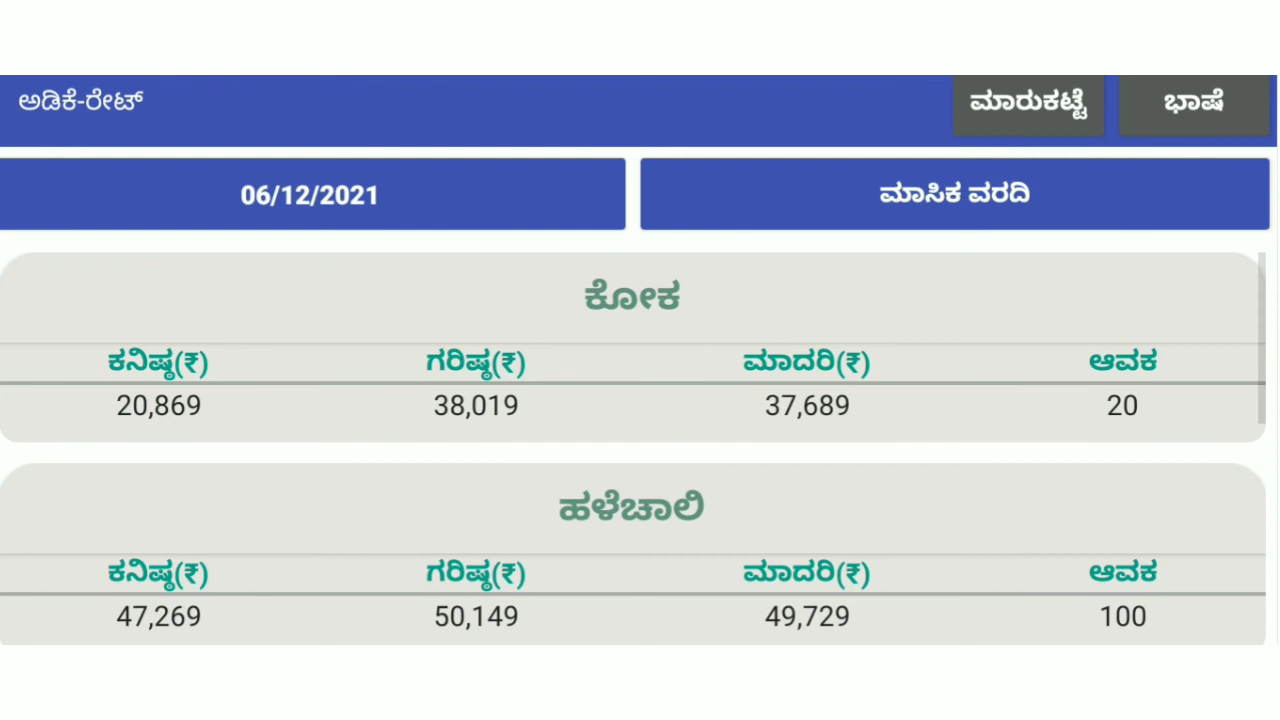 ಅಡಿಕೆ-ರೇಟ್ ಮಾರುಕಟ್ಟೆ ಭಾಷೆ
06/12/2021 ಮಾಸಿಕ ವರದಿ
ಕೋಕ
ಕನಿಷ್ಠ(₹) ಗರಿಷ್ಠ(₹) ಮಾದರಿ(₹) ಆವಕ
20,869 38,019 37,689 20
ಹಳೆಚಾಲಿ
ಕನಿಷ್ಠ(₹) ಗರಿಷ್ಠ(₹) ಮಾದರಿ(₹) ಆವಕ
47,269 50,149 49,729 100